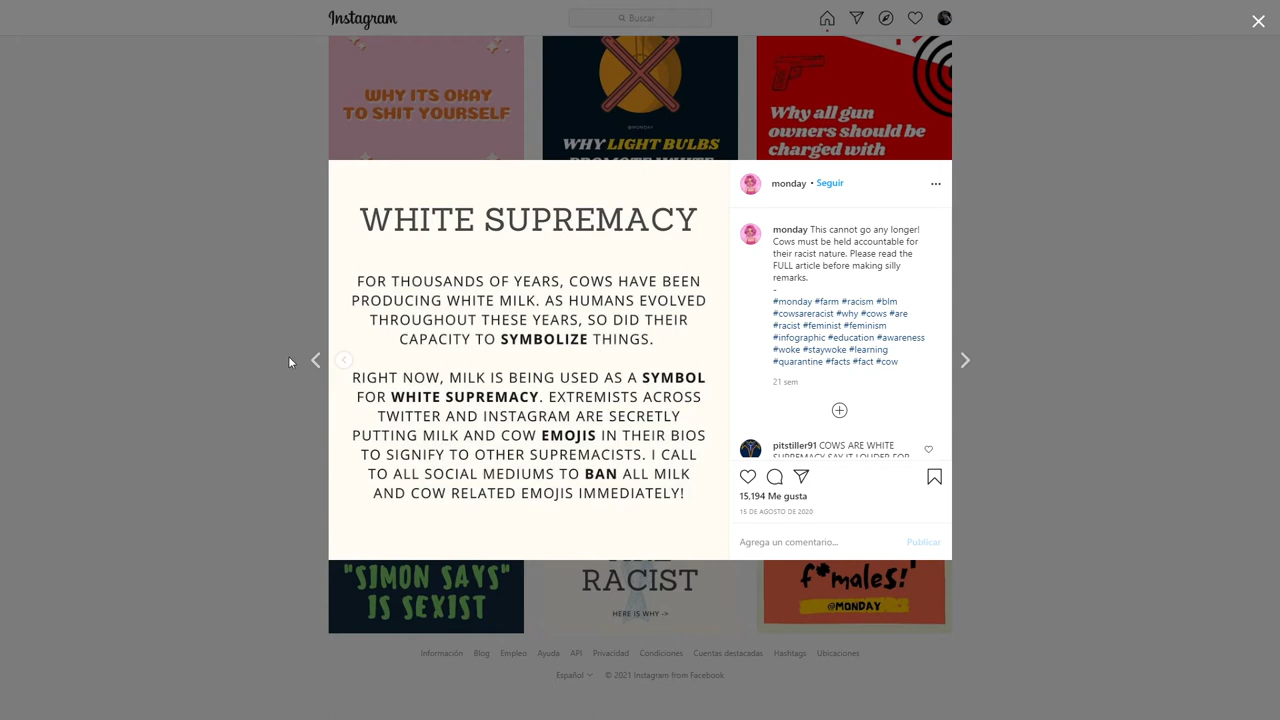 Instagram
Buscar
WHY ITS OKAY
TO SHIT YOURSELF
@MONDAY
WHY LIGHT BULBS
PROMOTE WHITE
Why all gun
owners should be
charged with
WHITE SUPREMACY
FOR THOUSANDS OF YEARS, COWS HAVE BEEN
PRODUCING WHITE MILK. AS HUMANS EVOLVED
THROUGHOUT THESE YEARS, SO DID THEIR
CAPACITY TO SYMBOLIZE THINGS.
RIGHT NOW, MILK IS BEING USED AS A SYMBOL
FOR WHITE SUPREMACY. EXTREMISTS ACROSS
TWITTER AND INSTAGRAM ARE SECRETLY
PUTTING MILK AND COW EMOJIS IN THEIR BIOS
TO SIGNIFY TO OTHER SUPREMACISTS. I CALL
TO ALL SOCIAL MEDIUMS TO BAN ALL MILK
AND COW RELATED EMOJIS IMMEDIATELY!
monday • Seguir
monday This cannot go any longer!
Cows must be held accountable for
their racist nature. Please read the
FULL article before making silly
remarks.
-
#monday #farm #racism #blm
#cowsareracist #why #cows #are
#racist #feminist #feminism
#infographic #education #awareness
#woke #staywoke #learning
#quarantine #facts #fact #cow
21 sem
pitstiller91 COWS ARE WHITE
SUPREMACY SAY IT LOUDER FOR
15,194 Me gusta
15 DE AGOSTO DE 2020
Agrega un comentario...
Publicar
"SIMON SAYS"
IS SEXIST
ARE
RACIST
HERE IS WHY ->
f*males!"
@MONDAY
Información
Blog
Empleo
Ayuda
API
Privacidad
Condiciones
Cuentas destacadas
Hashtags
Ubicaciones
Español
© 2021 Instagram from Facebook